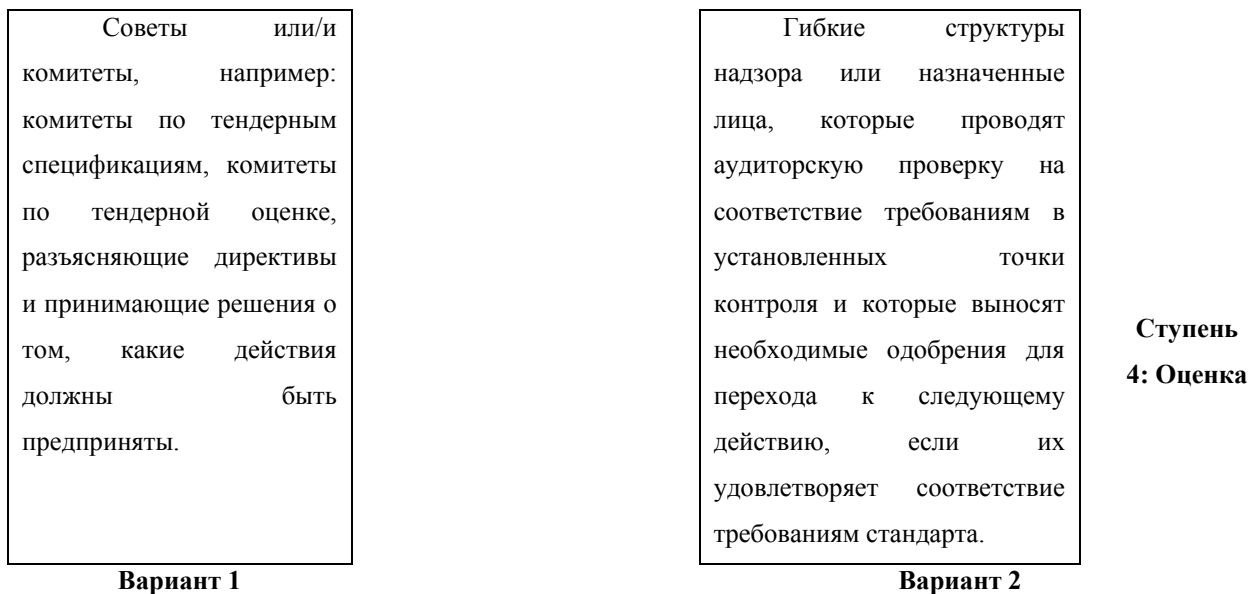 Советы или/и
комитеты, например:
комитеты по тендерным
спецификациям, комитеты
по тендерной оценке,
разъясняющие директивы
и принимающие решения о
том, какие действия
должны быть
предприняты.
Вариант 1
Гибкие структуры
надзора или назначенные
лица, которые проводят
аудиторскую проверку на
соответствие требованиям в
установленных точки
контроля и которые выносят
необходимые одобрения для
перехода к следующему
действию, если их
удовлетворяет соответствие
требованиям стандарта.
Вариант 2
Ступень
4: Оценка